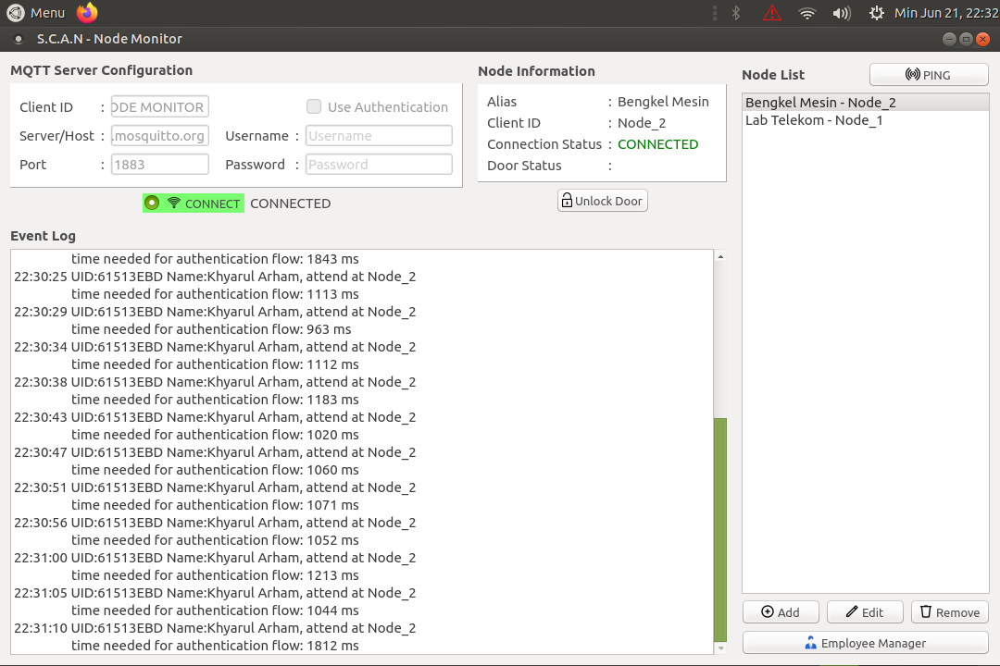 Menu
Min Jun 21, 22:32
S.C.A.N - Node Monitor
MQTT Server Configuration
Client ID : ODE MONITOR
Use Authentication
Server/Host : .mosquitto.org Username : Username
Port : 1883 Password : Password
CONNECT CONNECTED
Node Information
Alias : Bengkel Mesin
Client ID : Node_2
Connection Status : CONNECTED
Door Status :
Unlock Door
Node List
PING
Bengkel Mesin - Node_2
Lab Telekom - Node_1
Event Log
time needed for authentication flow: 1843 ms
22:30:25 UID:61513EBD Name:Khyarul Arham, attend at Node_2
time needed for authentication flow: 1113 ms
22:30:29 UID:61513EBD Name:Khyarul Arham, attend at Node_2
time needed for authentication flow: 963 ms
22:30:34 UID:61513EBD Name:Khyarul Arham, attend at Node_2
time needed for authentication flow: 1112 ms
22:30:38 UID:61513EBD Name:Khyarul Arham, attend at Node_2
time needed for authentication flow: 1183 ms
22:30:43 UID:61513EBD Name:Khyarul Arham, attend at Node_2
time needed for authentication flow: 1020 ms
22:30:47 UID:61513EBD Name:Khyarul Arham, attend at Node_2
time needed for authentication flow: 1060 ms
22:30:51 UID:61513EBD Name:Khyarul Arham, attend at Node_2
time needed for authentication flow: 1071 ms
22:30:56 UID:61513EBD Name:Khyarul Arham, attend at Node_2
time needed for authentication flow: 1052 ms
22:31:00 UID:61513EBD Name:Khyarul Arham, attend at Node_2
time needed for authentication flow: 1213 ms
22:31:05 UID:61513EBD Name:Khyarul Arham, attend at Node_2
time needed for authentication flow: 1044 ms
22:31:10 UID:61513EBD Name:Khyarul Arham, attend at Node_2
time needed for authentication flow: 1812 ms
Add Edit Remove
Employee Manager